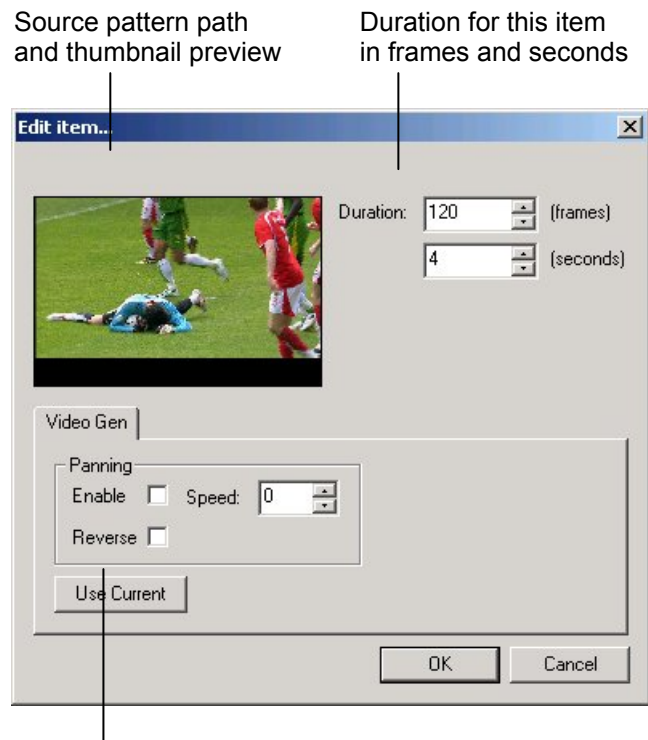 Source pattern path
and thumbnail preview
Duration for this item
in frames and seconds
Edit item...
Duration: 120 (frames)
4 (seconds)
Video Gen
Panning
Enable Speed: 0
Reverse
Use Current
OK Cancel